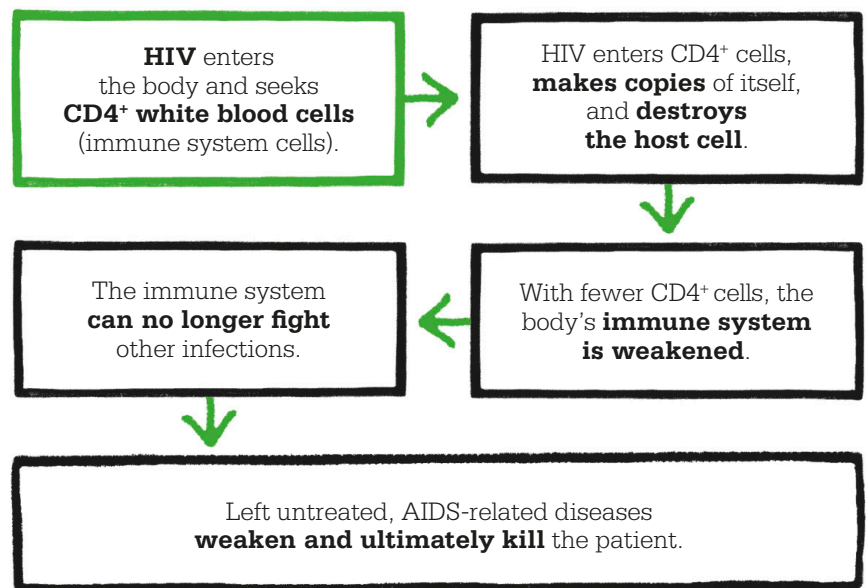 HIV enters
the body and seeks
CD4⁺ white blood cells
(immune system cells).
HIV enters CD4⁺ cells,
makes copies of itself,
and destroys
the host cell.
With fewer CD4⁺ cells, the
body’s immune system
is weakened.
The immune system
can no longer fight
other infections.
Left untreated, AIDS-related diseases
weaken and ultimately kill the patient.